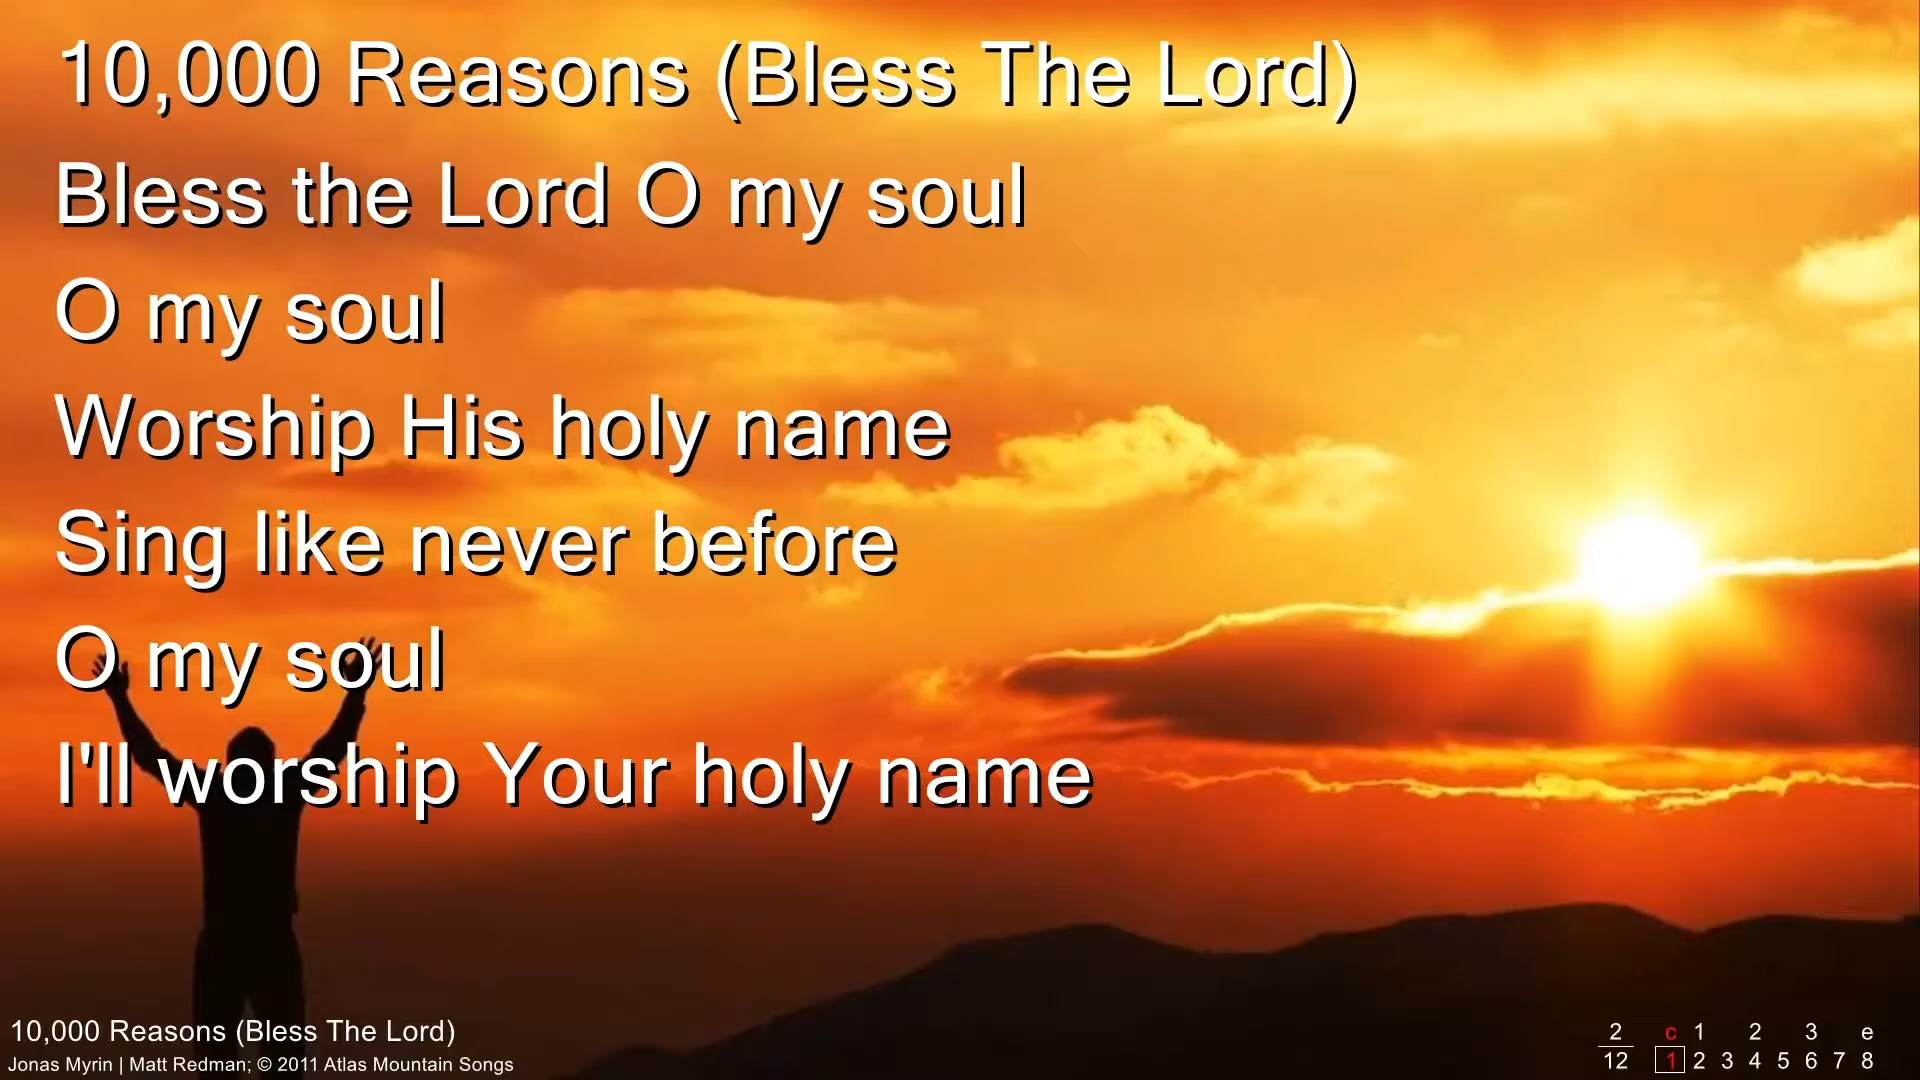 10,000 Reasons (Bless The Lord)
Bless the Lord O my soul
O my soul
Worship His holy name
Sing like never before
O my soul
I'll worship Your holy name
10,000 Reasons (Bless The Lord)
Jonas Myrin | Matt Redman; © 2011 Atlas Mountain Songs
2 c 1 2 3 e
12 1 2 3 4 5 6 7 8